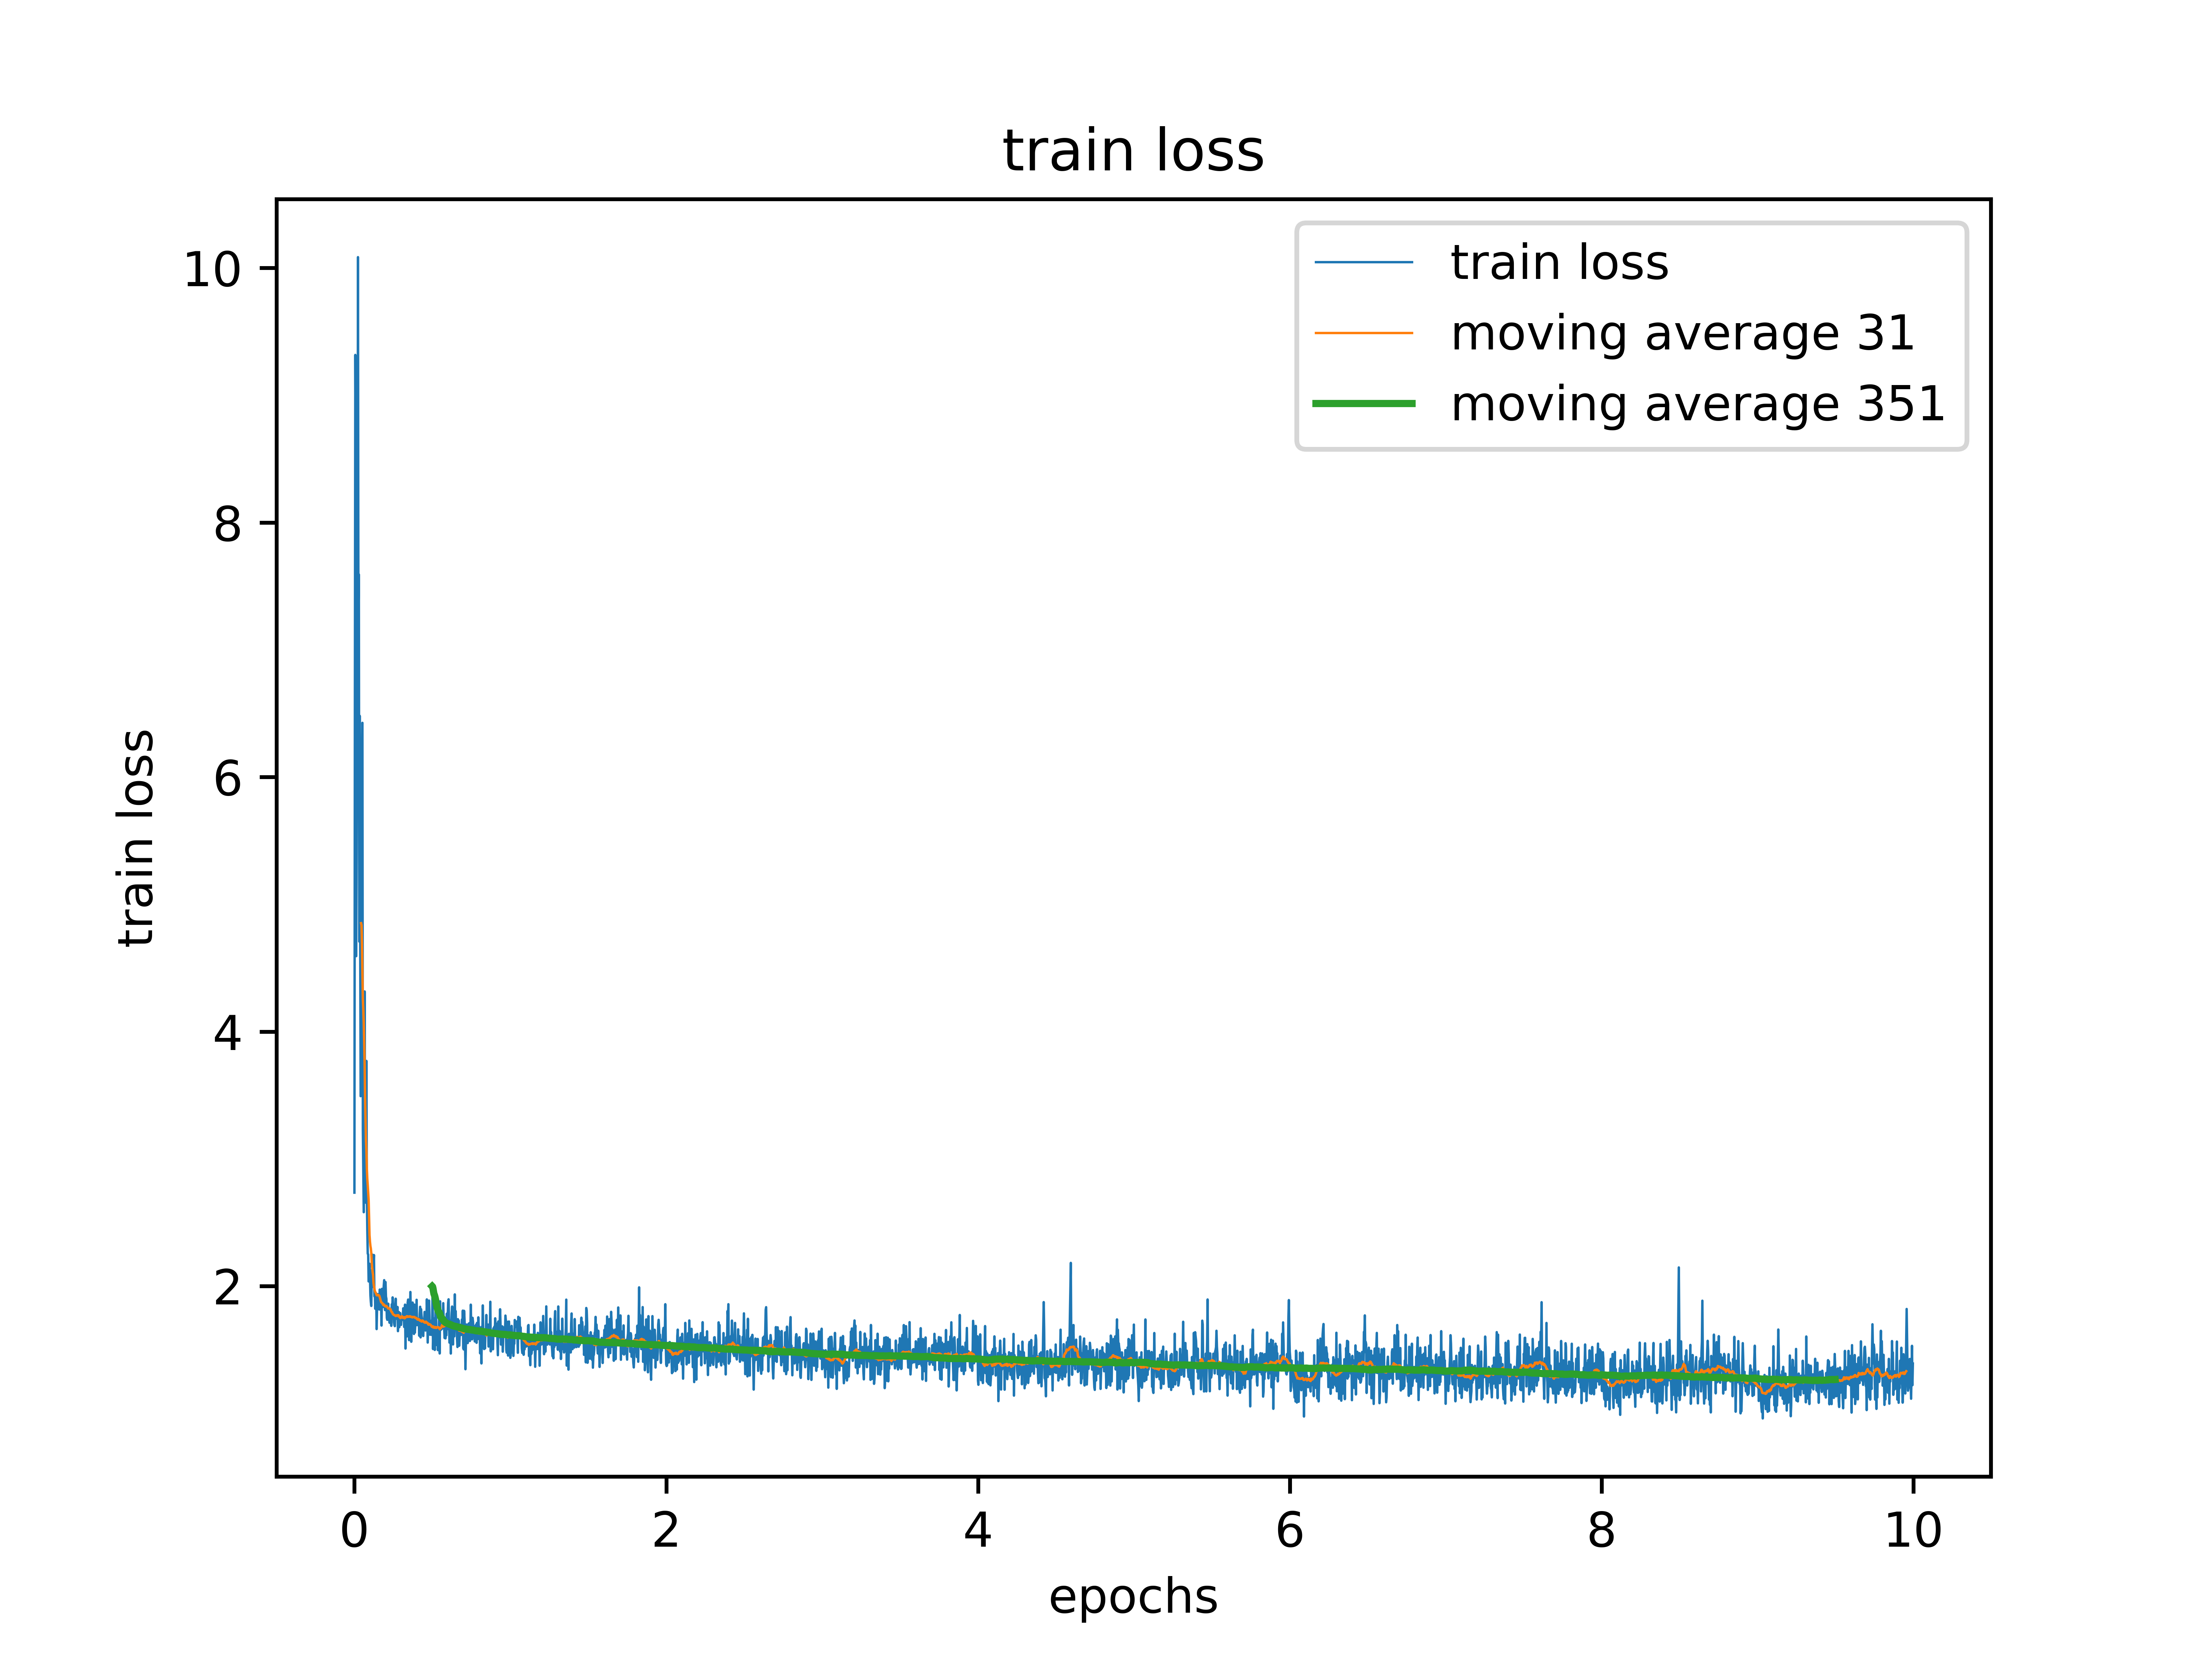 train loss
train loss
moving average 31
moving average 351
10
8
6
4
2
train loss
0 2 4 6 8 10
epochs